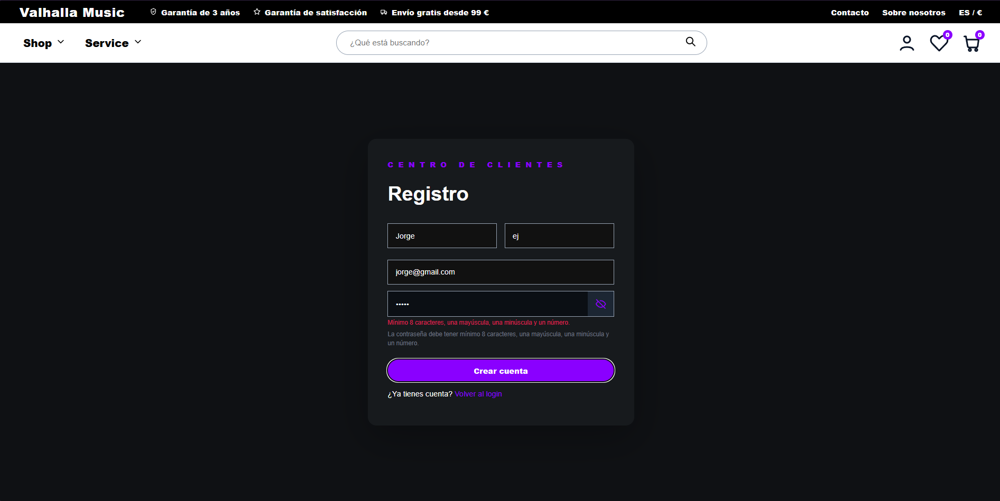 Valhalla Music Garantía de 3 años Garantía de satisfacción Envío gratis desde 99 € Contacto Sobre nosotros ES / €
Shop Service ¿Qué está buscando? 0 0
CENTRO DE CLIENTES
Registro
Jorge ej
jorge@gmail.com
•••••
Mínimo 8 caracteres, una mayúscula, una minúscula y un número.
La contraseña debe tener mínimo 8 caracteres, una mayúscula, una minúscula y
un número.
Crear cuenta
¿Ya tienes cuenta? Volver al login